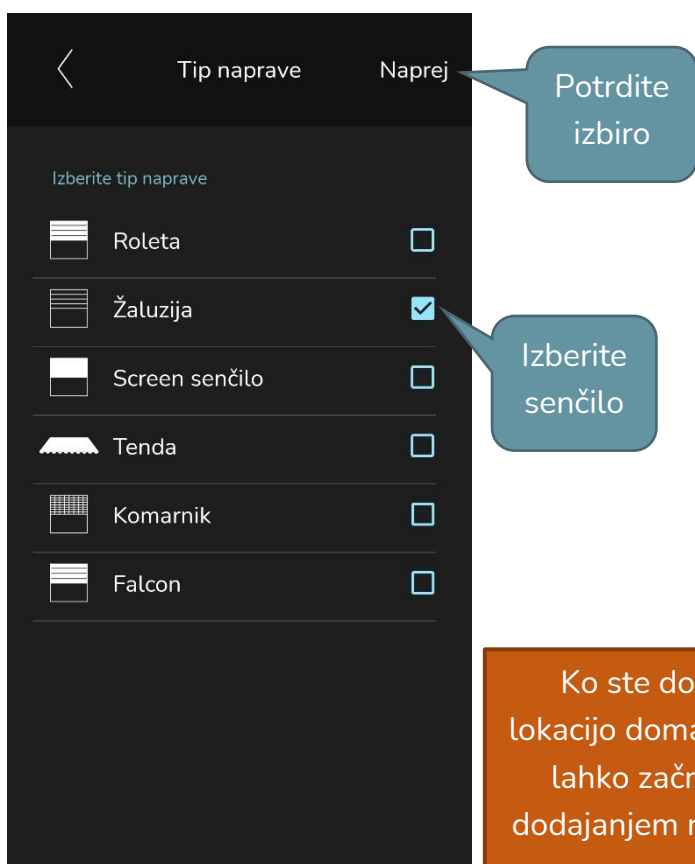 Tip naprave
Naprej
Potrdite
izbiro
Izberite tip naprave
Roleta
Žaluzija
Izberite
senčilo
Screen senčilo
Tenda
Komarnik
Falcon
Ko ste do
lokacijo doma
lahko začn
dodajanjem